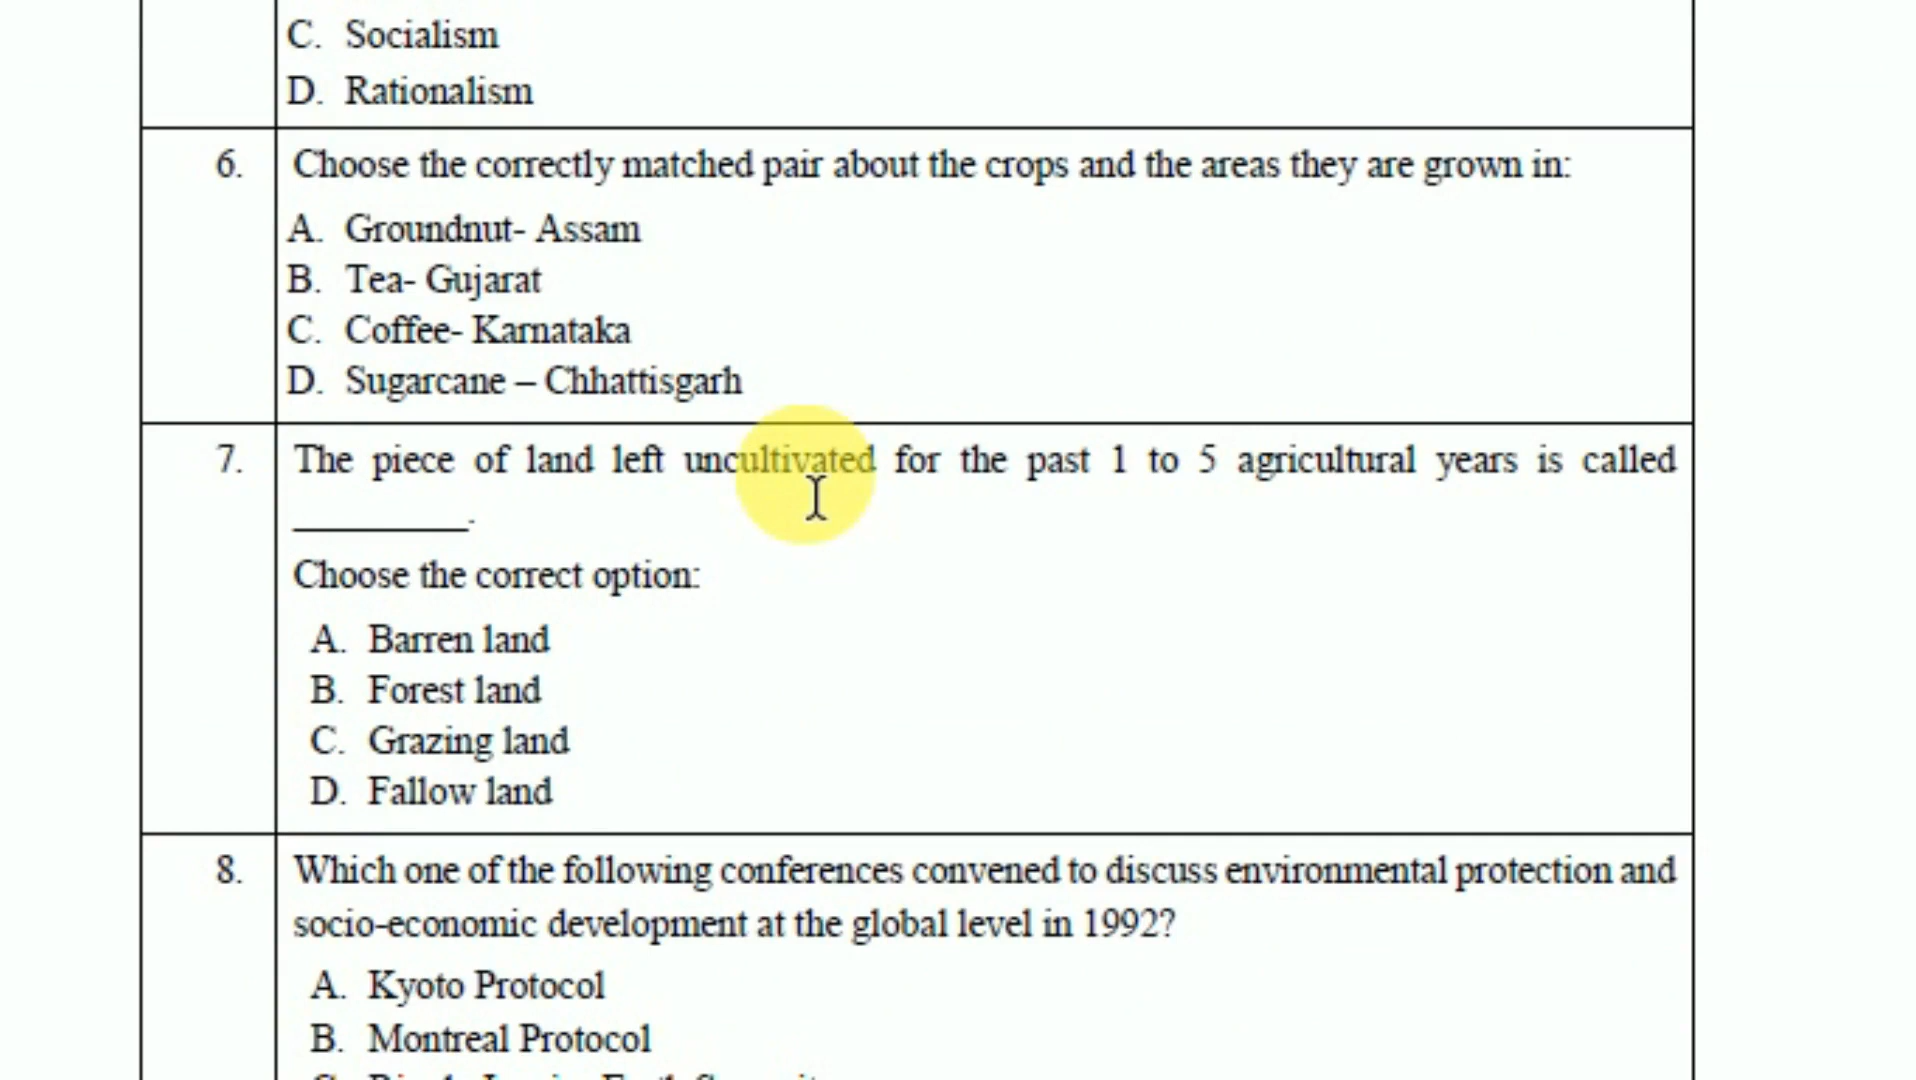 C. Socialism
D. Rationalism
6. Choose the correctly matched pair about the crops and the areas they are grown in:
A. Groundnut- Assam
B. Tea- Gujarat
C. Coffee- Karnataka
D. Sugarcane – Chhattisgarh
7. The piece of land left uncultivated for the past 1 to 5 agricultural years is called
_________.
Choose the correct option:
A. Barren land
B. Forest land
C. Grazing land
D. Fallow land
8. Which one of the following conferences convened to discuss environmental protection and
socio-economic development at the global level in 1992?
A. Kyoto Protocol
B. Montreal Protocol